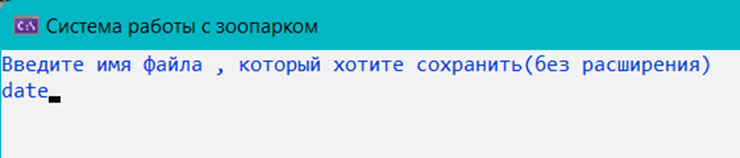 C:\ Система работы с зоопарком
Введите имя файла , который хотите сохранить(без расширения)
date